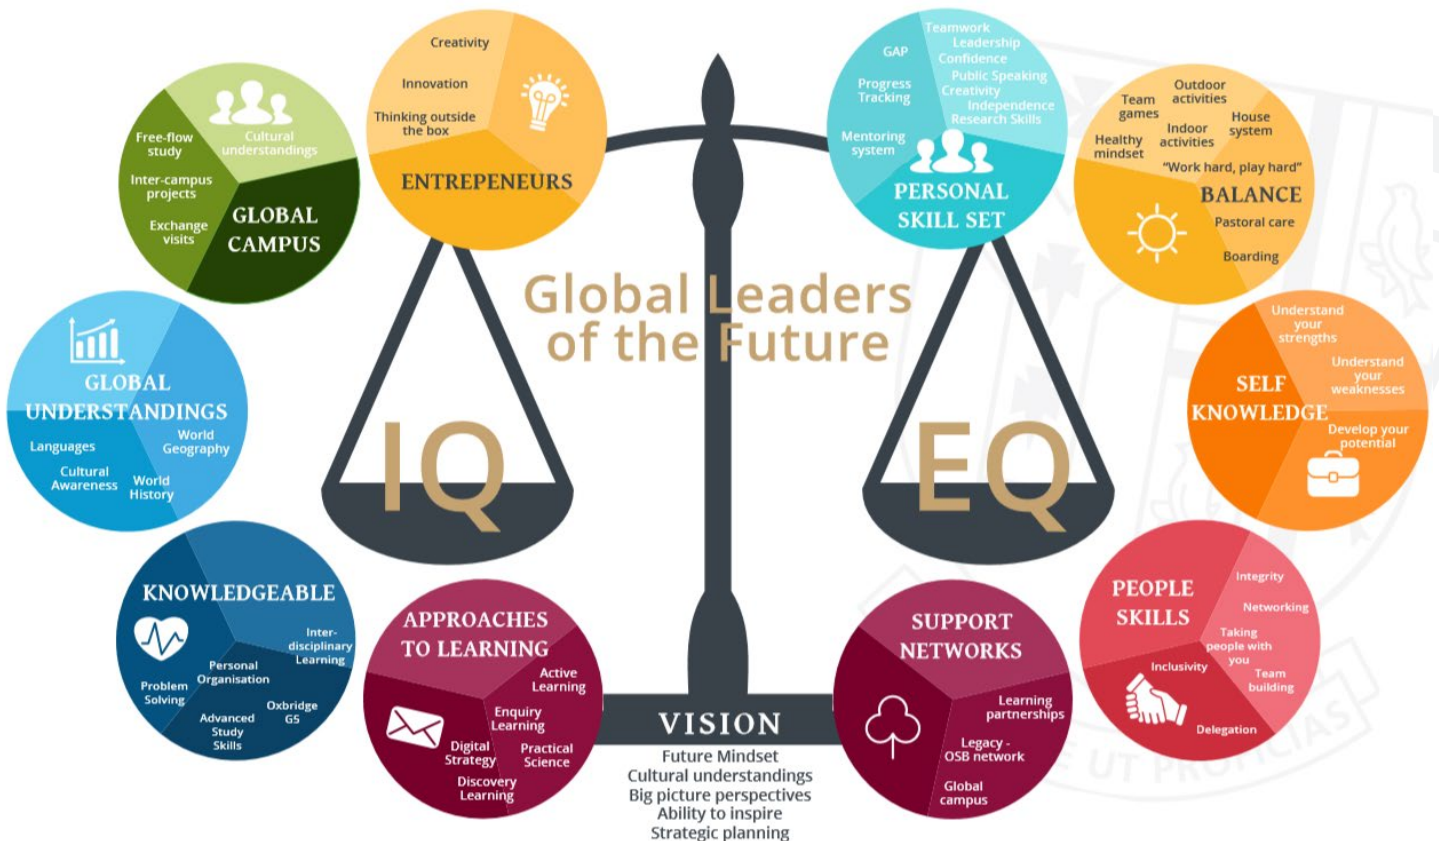 Creativity
Innovation
Thinking outside
the box
ENTREPENEURS
Cultural
understandings
Free-flow
study
Inter-campus
projects
Exchange
visits
GLOBAL
CAMPUS
GLOBAL
UNDERSTANDINGS
Languages
Cultural
Awareness
World
History
World
Geography
KNOWLEDGEABLE
Inter-
disciplinary
Learning
Personal
Organisation
Problem
Solving
Oxbridge
G5
Advanced
Study
Skills
APPROACHES
TO LEARNING
Active
Learning
Enquiry
Learning
Digital
Strategy
Practical
Science
Discovery
Learning
Global Leaders
of the Future
IQ
EQ
VISION
Future Mindset
Cultural understandings
Big picture perspectives
Ability to inspire
Strategic planning
GAP
Progress
Tracking
Mentoring
system
Teamwork
Leadership
Confidence
Public Speaking
Creativity
Independence
Research Skills
PERSONAL
SKILL SET
Outdoor
activities
Team
games
House
system
Indoor
activities
Healthy
mindset
"Work hard, play hard"
BALANCE
Pastoral care
Boarding
Understand
your
strengths
Understand
your
weaknesses
SELF
KNOWLEDGE
Develop your
potential
PEOPLE
SKILLS
Integrity
Networking
Taking
people with
you
Team
building
Inclusivity
Delegation
SUPPORT
NETWORKS
Learning
partnerships
Legacy -
OSB network
Global
campus
UT PROFICIAS